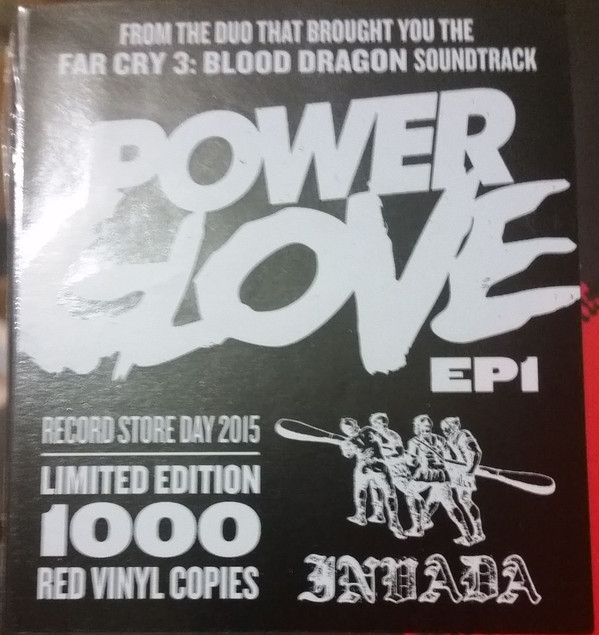 FROM THE DUO THAT BROUGHT YOU THE
FAR CRY 3: BLOOD DRAGON SOUNDTRACK
POWER
GLOVE
EP1
RECORD STORE DAY 2015
LIMITED EDITION
1000
RED VINYL COPIES
INVADA